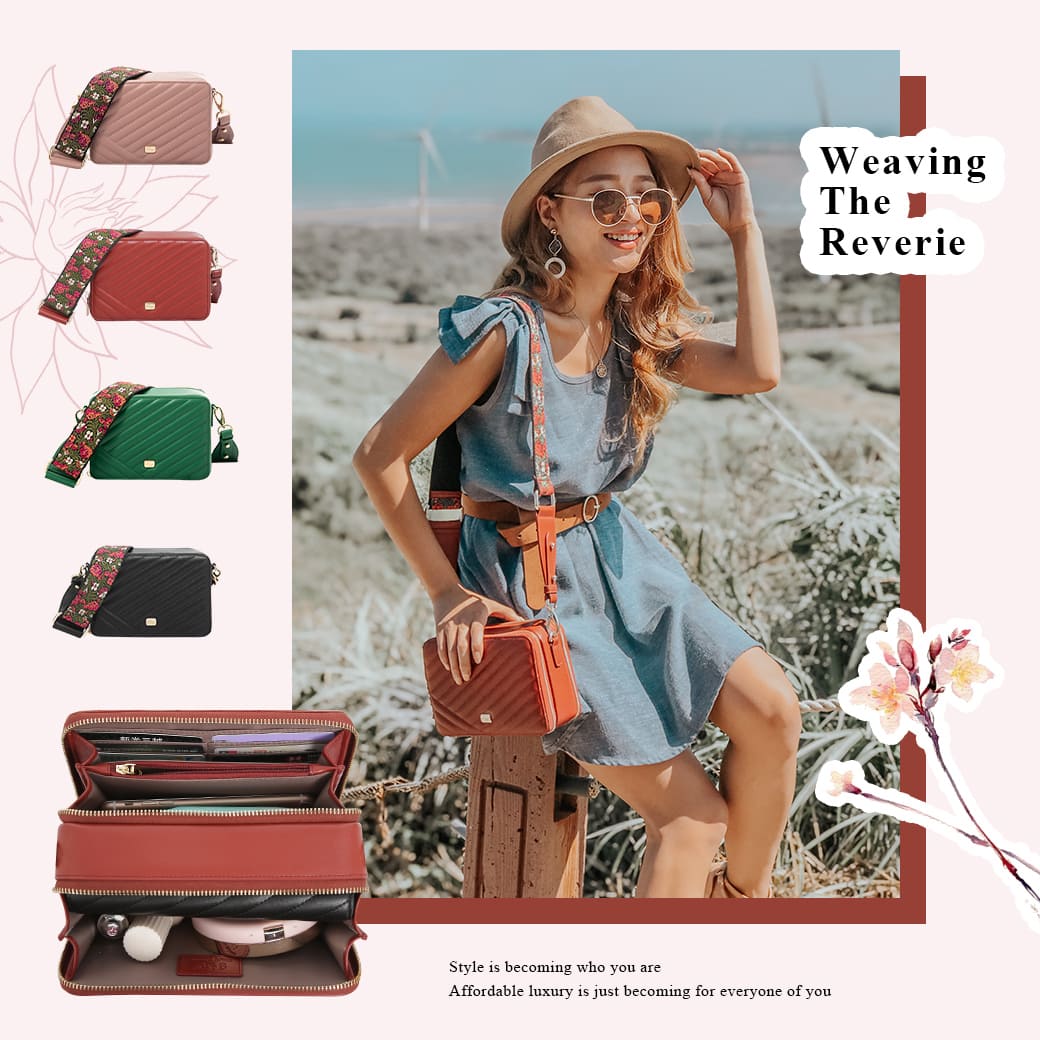 Weaving
The
Reverie
Style is becoming who you are
Affordable luxury is just becoming for everyone of you